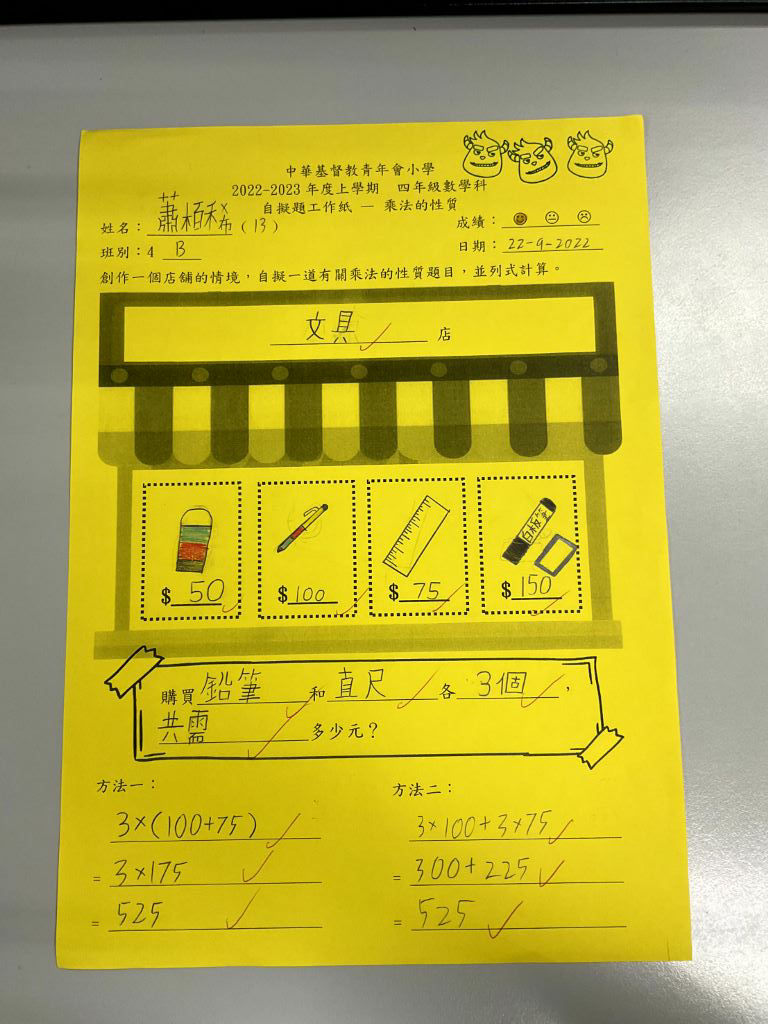 中華基督教青年會小學
2022-2023 年度上學期 四年級數學科
自擬題工作紙 — 乘法的性質
姓名：蕭栢稀(13) 成績：
班別：4 B 日期：22-9-2022
創作一個店舖的情境，自擬一道有關乘法的性質題目，並列式計算。
文具 店
白板筆
$ 50 $ 100 $ 75 $ 150
購買 鉛筆 和 直尺 各 3個，
共需 多少元？
方法一： 方法二：
3×(100+75) 3×100+3×75
= 3×175 = 300+225
= 525 = 525